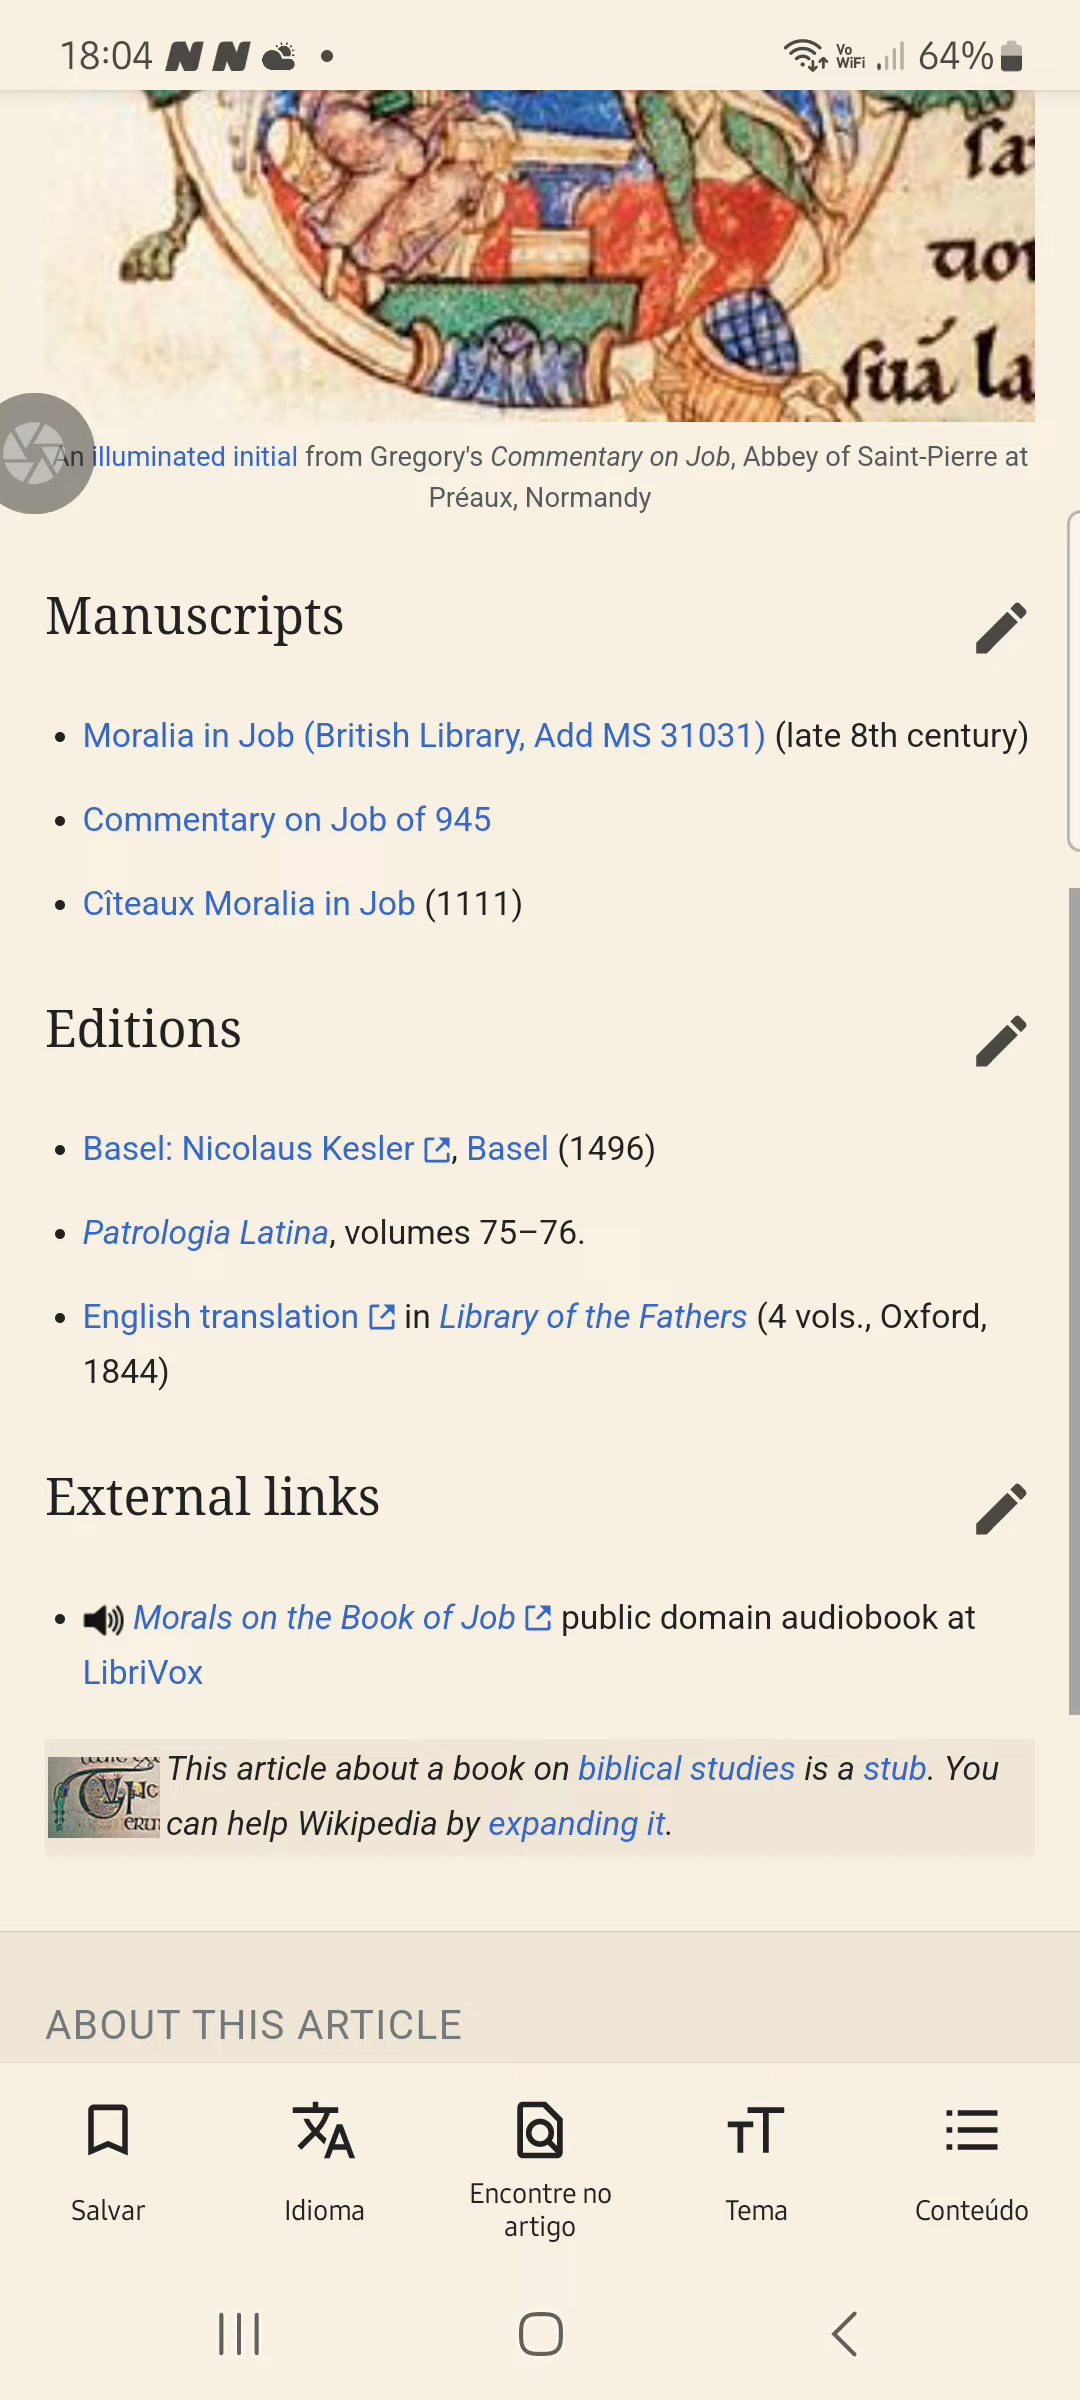 18:04 Vo WiFi 64%
fa
suá la
An illuminated initial from Gregory's Commentary on Job, Abbey of Saint-Pierre at
Préaux, Normandy
Manuscripts
• Moralia in Job (British Library, Add MS 31031) (late 8th century)
• Commentary on Job of 945
• Cîteaux Moralia in Job (1111)
Editions
• Basel: Nicolaus Kesler, Basel (1496)
• Patrologia Latina, volumes 75–76.
• English translation in Library of the Fathers (4 vols., Oxford,
1844)
External links
• Morals on the Book of Job public domain audiobook at
LibriVox
This article about a book on biblical studies is a stub. You
can help Wikipedia by expanding it.
ABOUT THIS ARTICLE
Salvar Idioma Encontre no artigo Tema Conteúdo